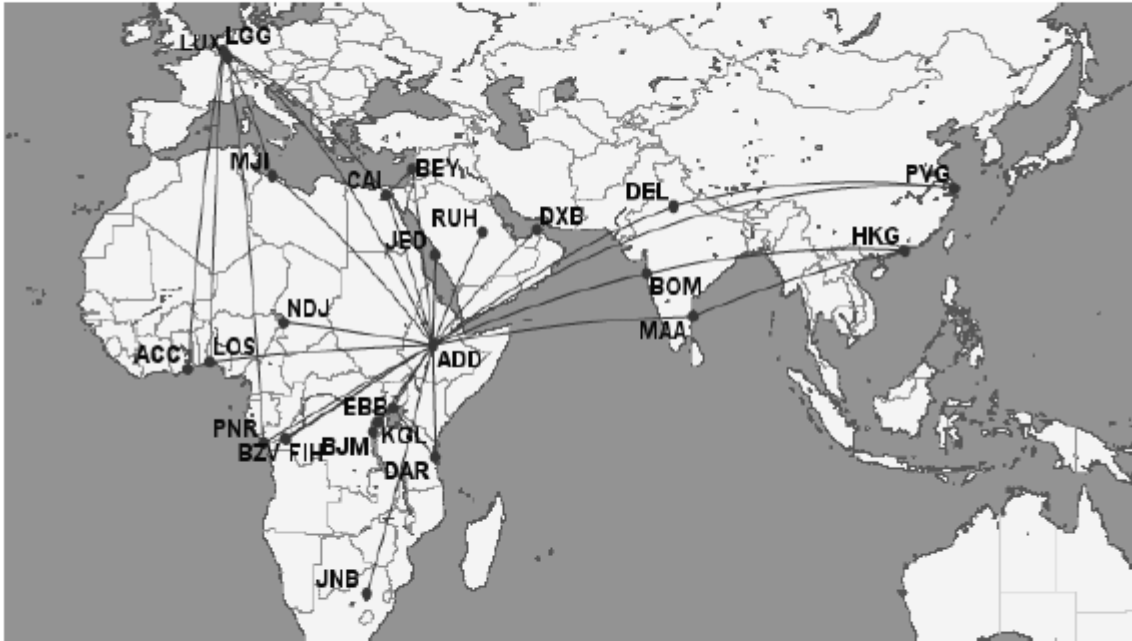 LGG
LUX
MJI
BEY
CAI
RUH
DXB
JED
DEL
PVG
HKG
BOM
MAA
NDJ
ADD
ACC
LOS
EBB
PNR
BZV
FIH
BJM
KGL
DAR
JNB